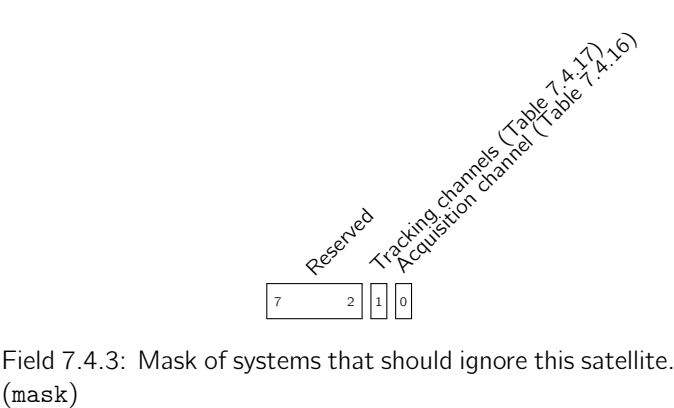 Reserved
Tracking channels (Table 7.4.17)
Acquisition channel (Table 7.4.16)
7 2 1 0
Field 7.4.3: Mask of systems that should ignore this satellite.
(mask)